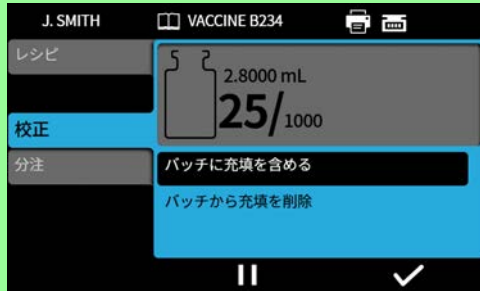 J. SMITH
VACCINE B234
レシピ
校正
分注
2.8000 mL
25/1000
バッチに充填を含める
バッチから充填を削除